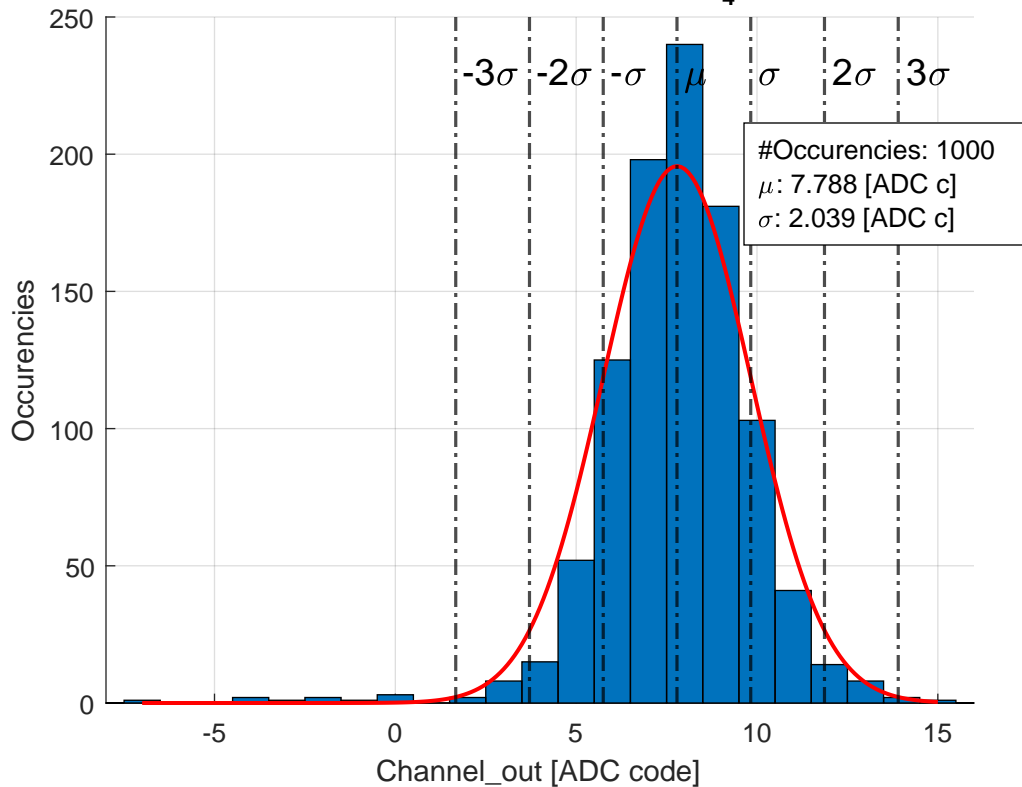 4
250
200
150
100
50
0
Occurencies
-3σ -2σ -σ μ σ 2σ 3σ
#Occurencies: 1000
μ: 7.788 [ADC c]
σ: 2.039 [ADC c]
-5 0 5 10 15
Channel_out [ADC code]